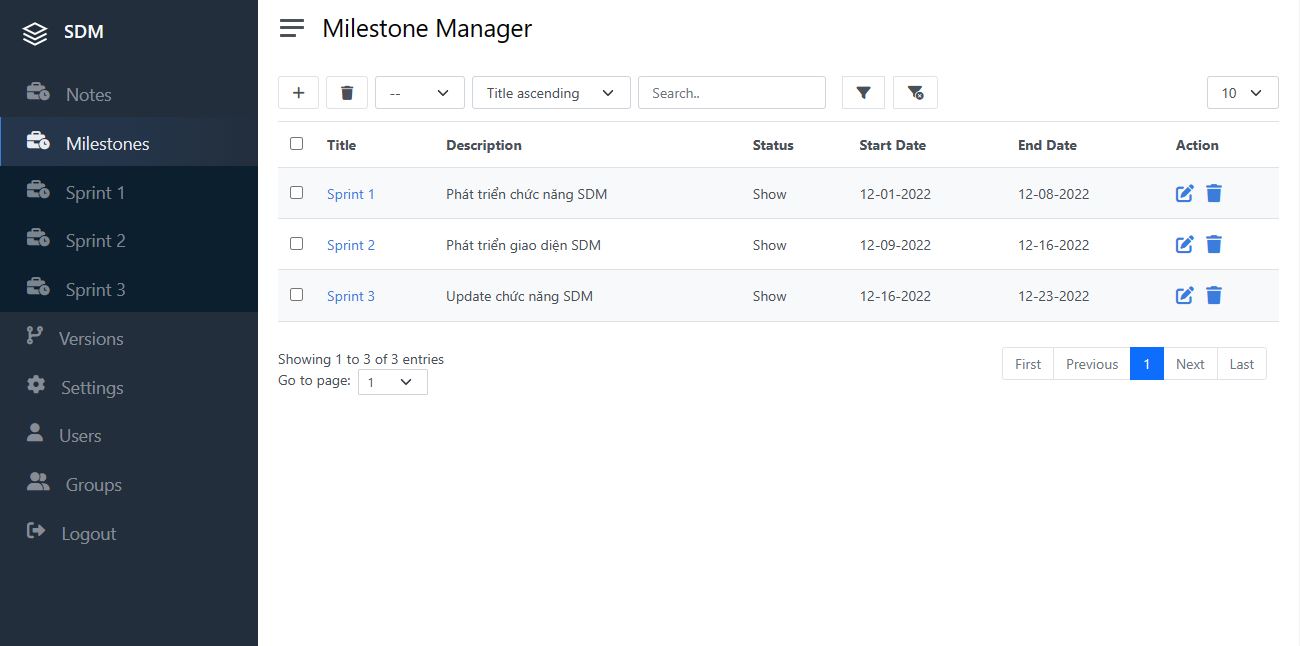 SDM
Notes
Milestones
Sprint 1
Sprint 2
Sprint 3
Versions
Settings
Users
Groups
Logout
Milestone Manager
-- Title ascending Search.. 10
Title Description Status Start Date End Date Action
Sprint 1 Phát triển chức năng SDM Show 12-01-2022 12-08-2022
Sprint 2 Phát triển giao diện SDM Show 12-09-2022 12-16-2022
Sprint 3 Update chức năng SDM Show 12-16-2022 12-23-2022
Showing 1 to 3 of 3 entries
Go to page: 1
First Previous 1 Next Last